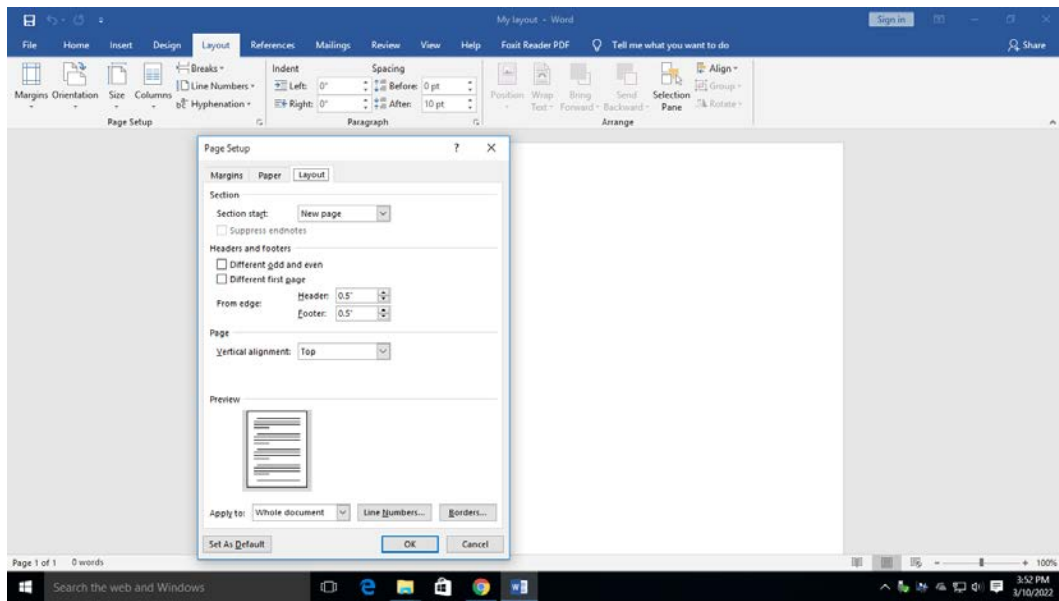 My layout - Word
Sign in
File Home Insert Design Layout References Mailings Review View Help Foxit Reader PDF Tell me what you want to do Share
Margins Orientation Size Columns
Breaks
Line Numbers
Hyphenation
Page Setup
Indent
Left: 0"
Right: 0"
Spacing
Before: 0 pt
After: 10 pt
Paragraph
Position Wrap Text Bring Forward Send Backward Selection Pane
Align
Group
Rotate
Arrange
Page Setup ?
Margins Paper Layout
Section
Section start: New page
Suppress endnotes
Headers and footers
Different odd and even
Different first page
From edge:
Header: 0.5"
Footer: 0.5"
Page
Vertical alignment: Top
Preview
Apply to: Whole document Line Numbers... Borders...
Set As Default OK Cancel
Page 1 of 1 0 words 100%
Search the web and Windows
3:52 PM
3/10/2022